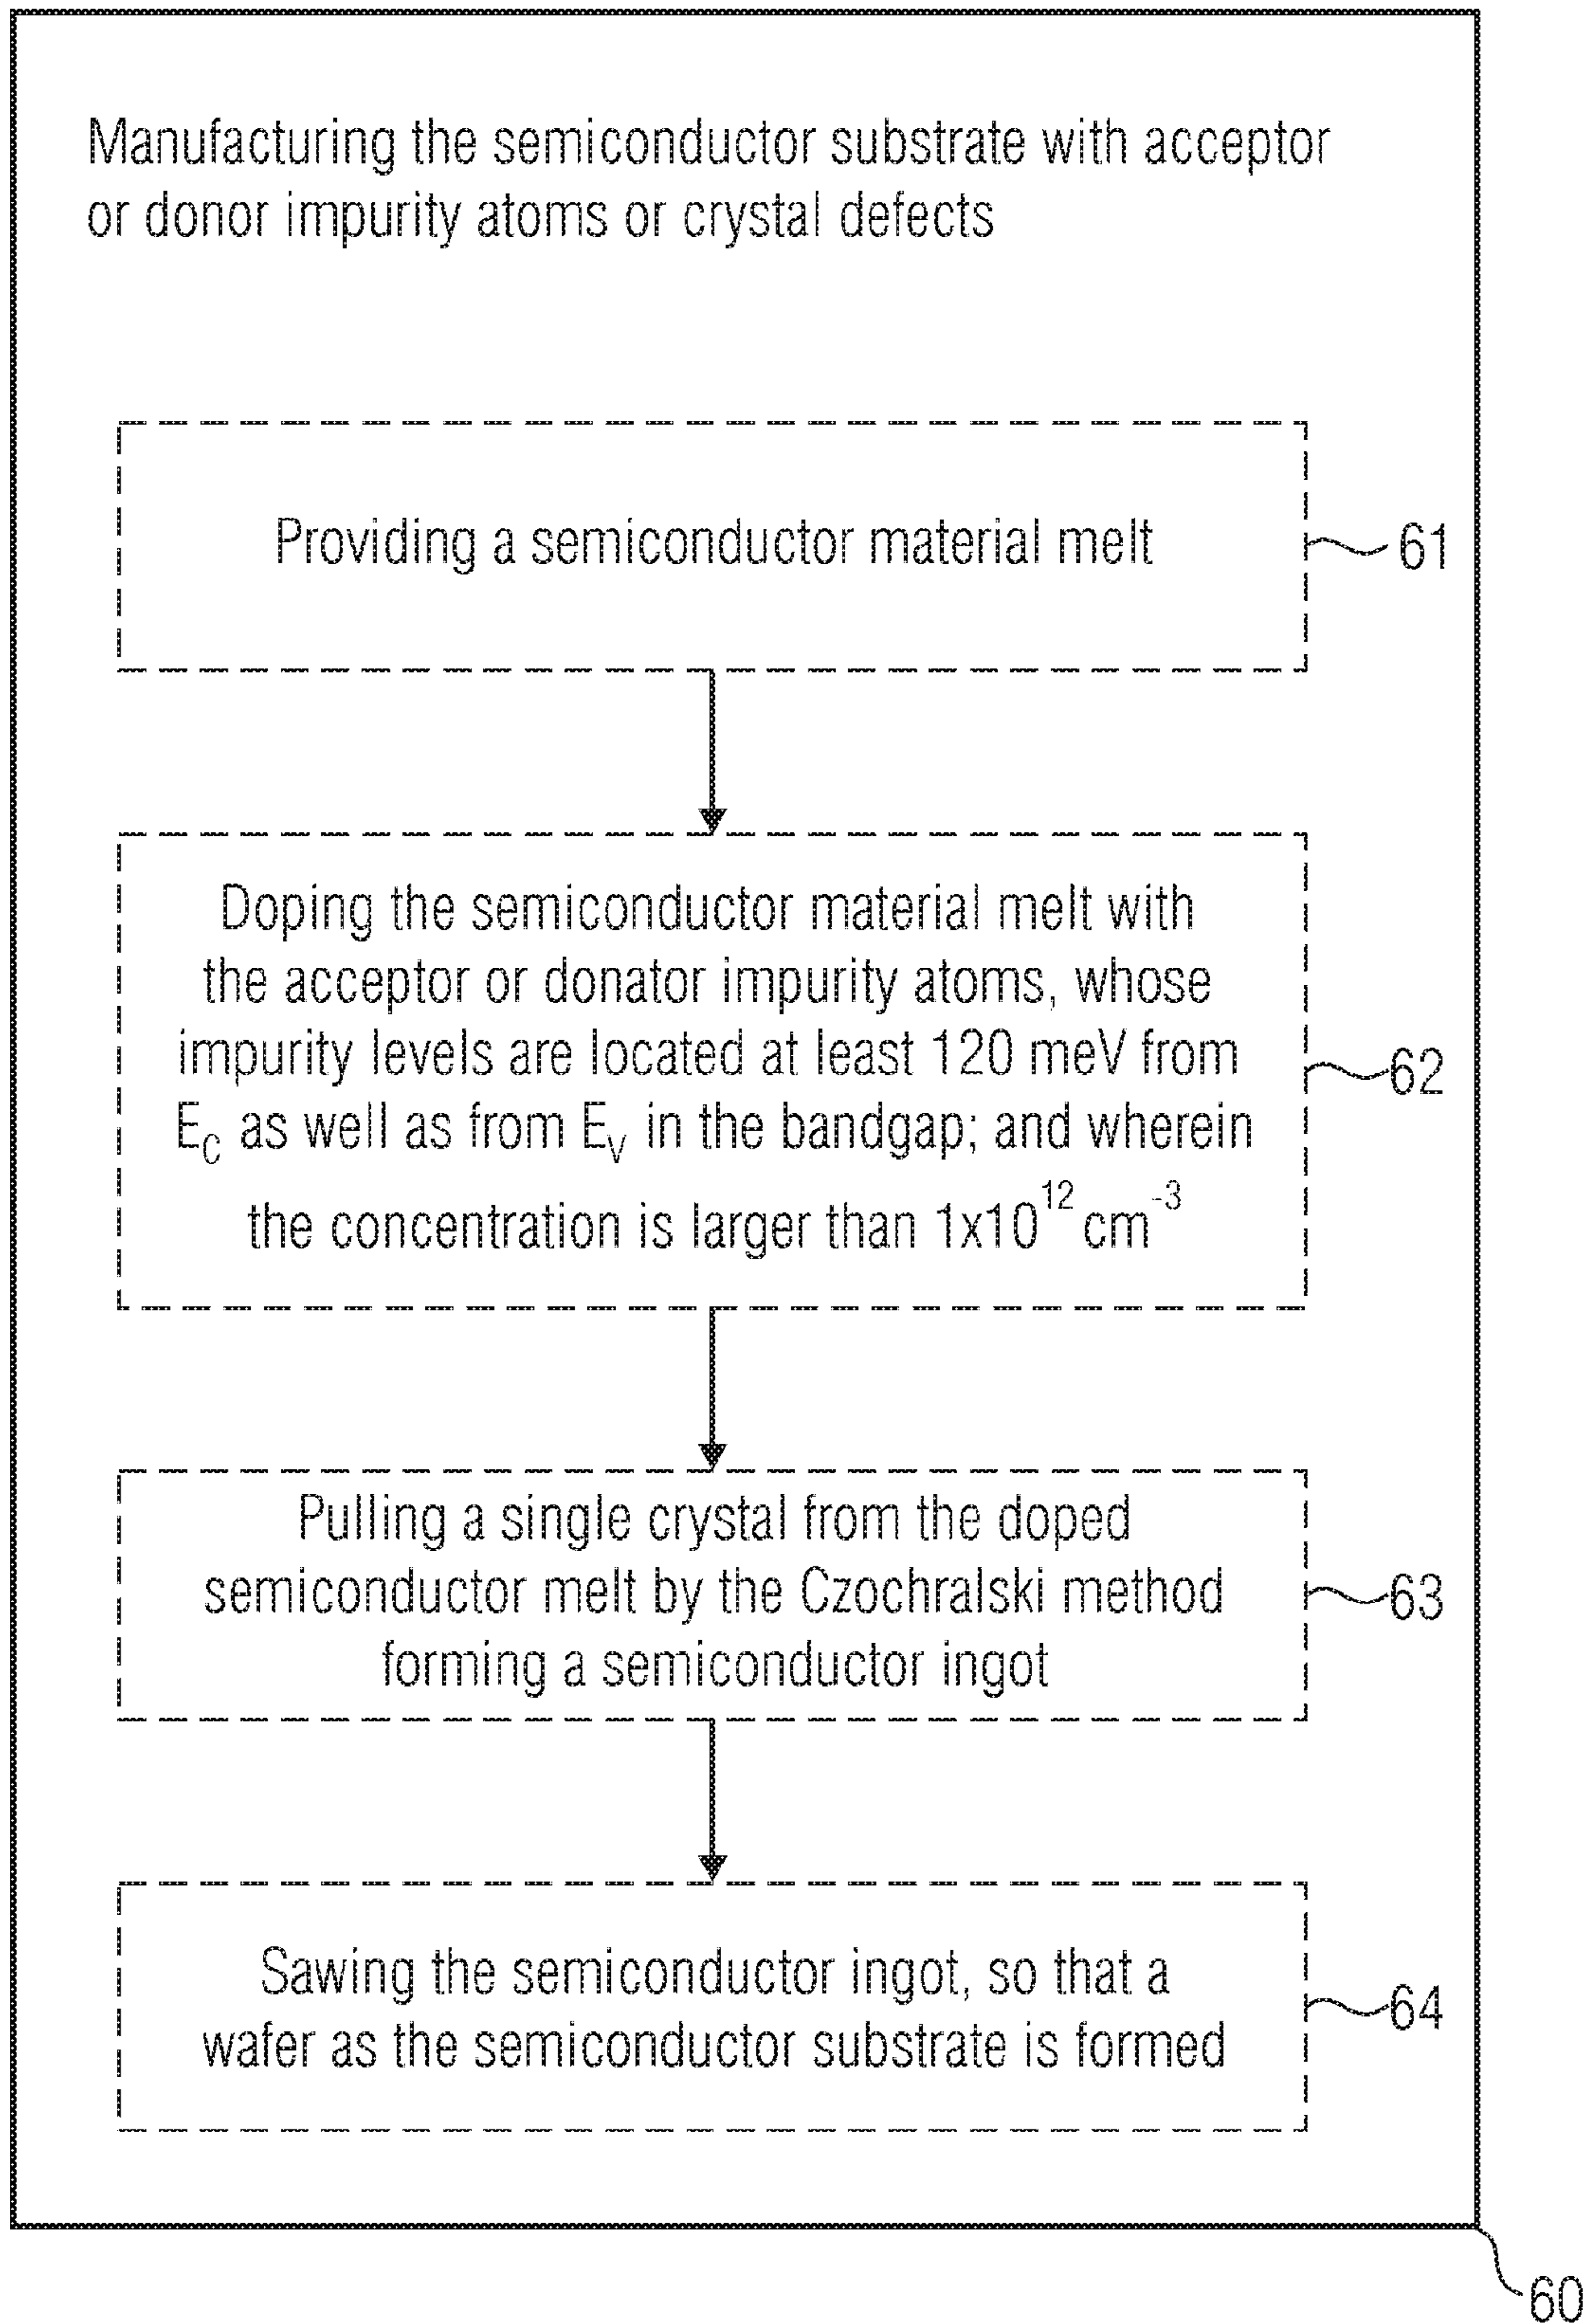 Manufacturing the semiconductor substrate with acceptor
or donor impurity atoms or crystal defects
Providing a semiconductor material melt
61
Doping the semiconductor material melt with
the acceptor or donator impurity atoms, whose
impurity levels are located at least 120 meV from
E_C as well as from E_V in the bandgap; and wherein
the concentration is larger than 1x10^12 cm^-3
62
Pulling a single crystal from the doped
semiconductor melt by the Czochralski method
forming a semiconductor ingot
63
Sawing the semiconductor ingot, so that a
wafer as the semiconductor substrate is formed
64
60